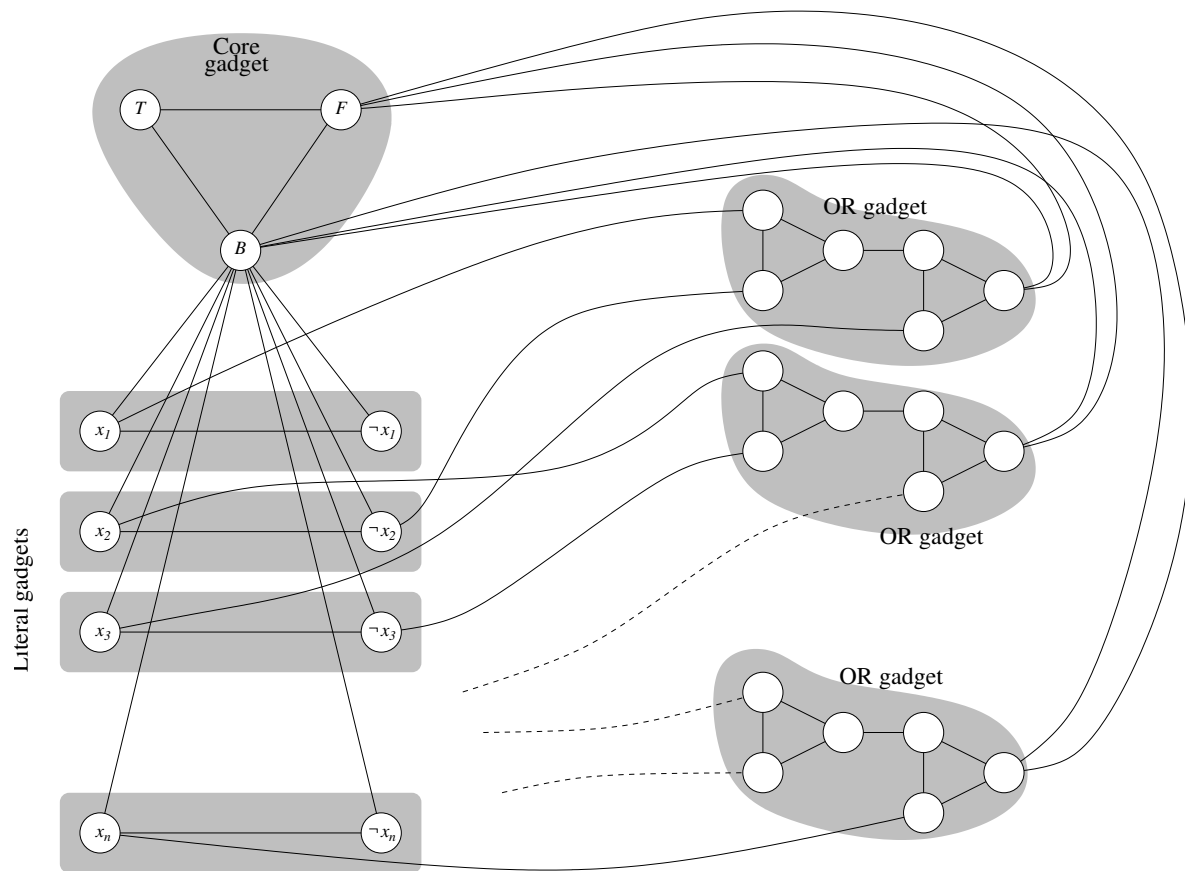 Core
gadget
T
F
B
OR gadget
x1
¬x1
x2
¬x2
OR gadget
Literal gadgets
x3
¬x3
OR gadget
xn
¬xn